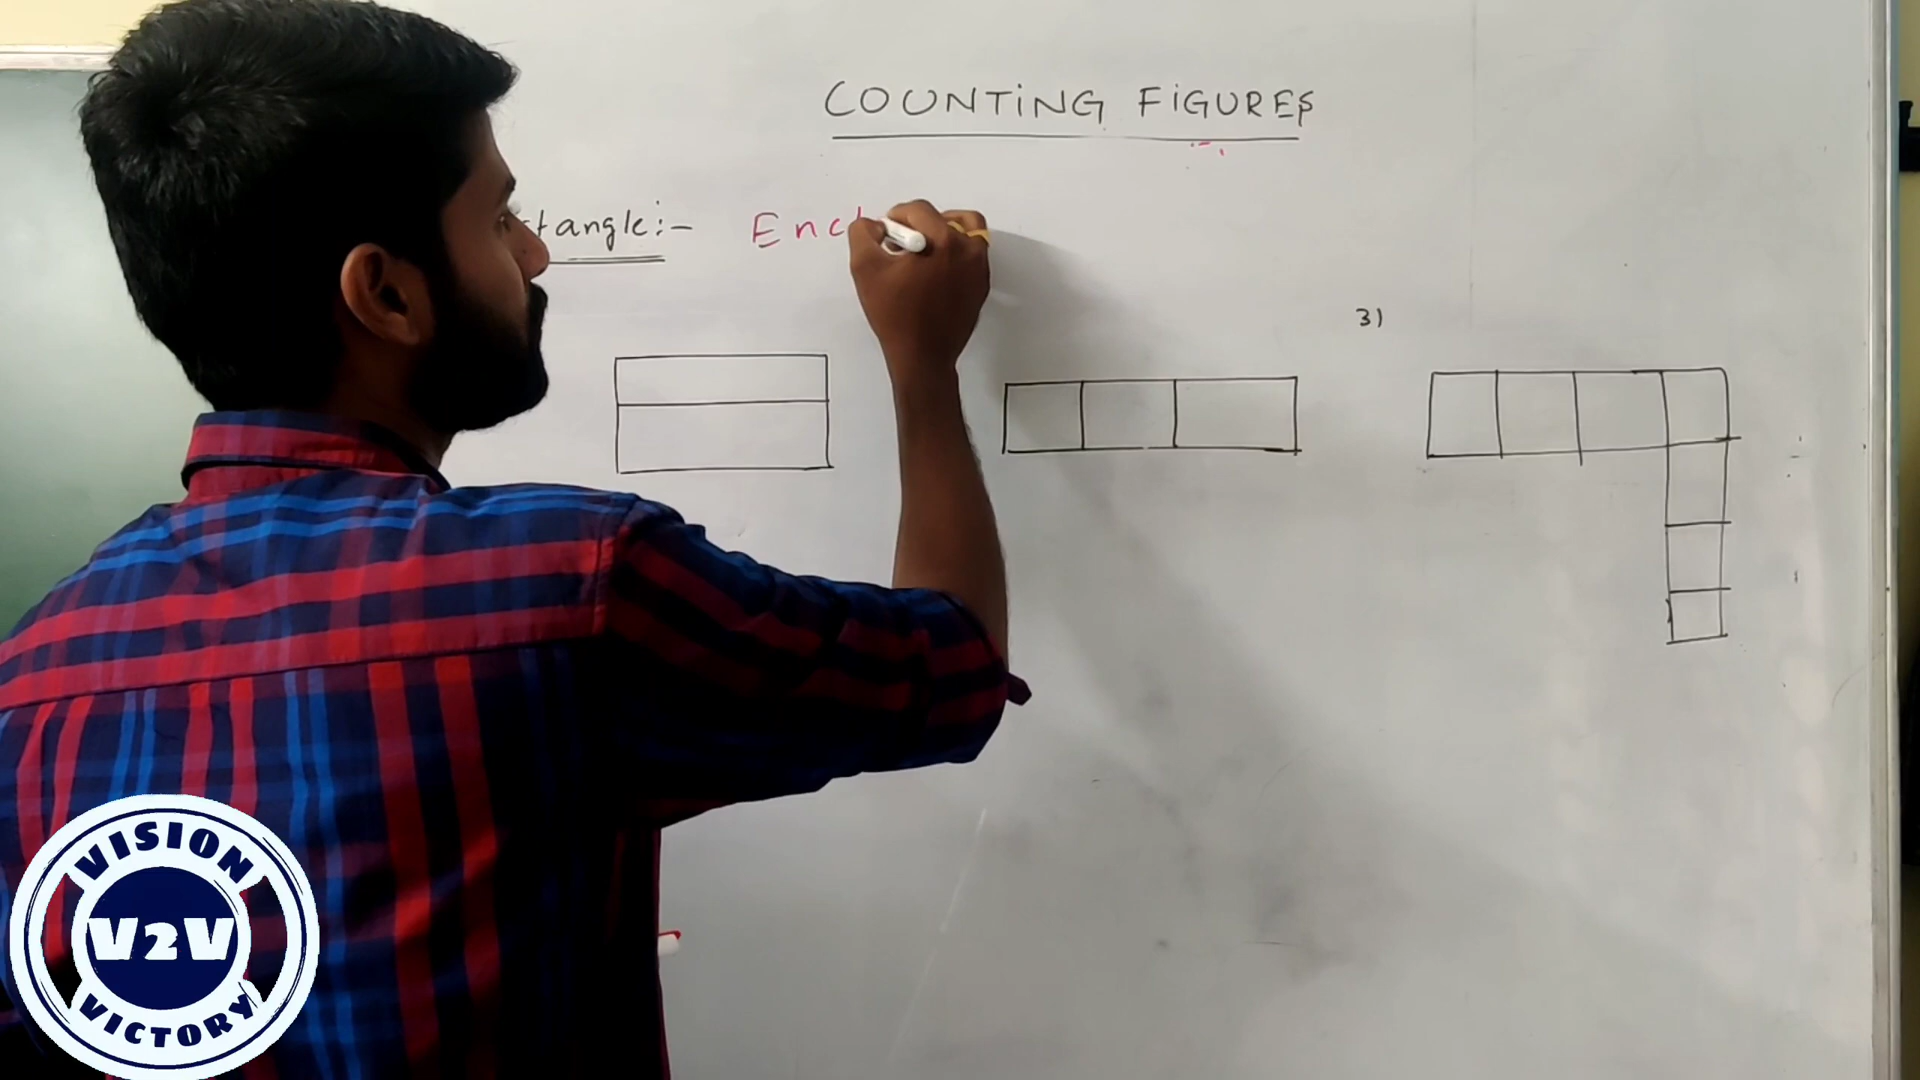 COUNTING FIGURES
tangle:-
Enc
3)
VISION
V2V
VICTORY